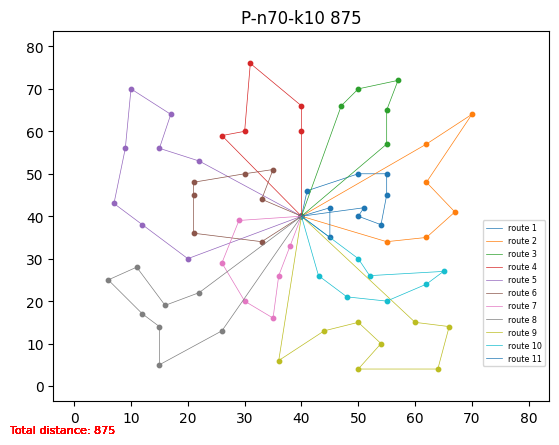 P-n70-k10 875
80
70
60
50
40
30
20
10
0
route 1
route 2
route 3
route 4
route 5
route 6
route 7
route 8
route 9
route 10
route 11
0 10 20 30 40 50 60 70 80
Total distance: 875